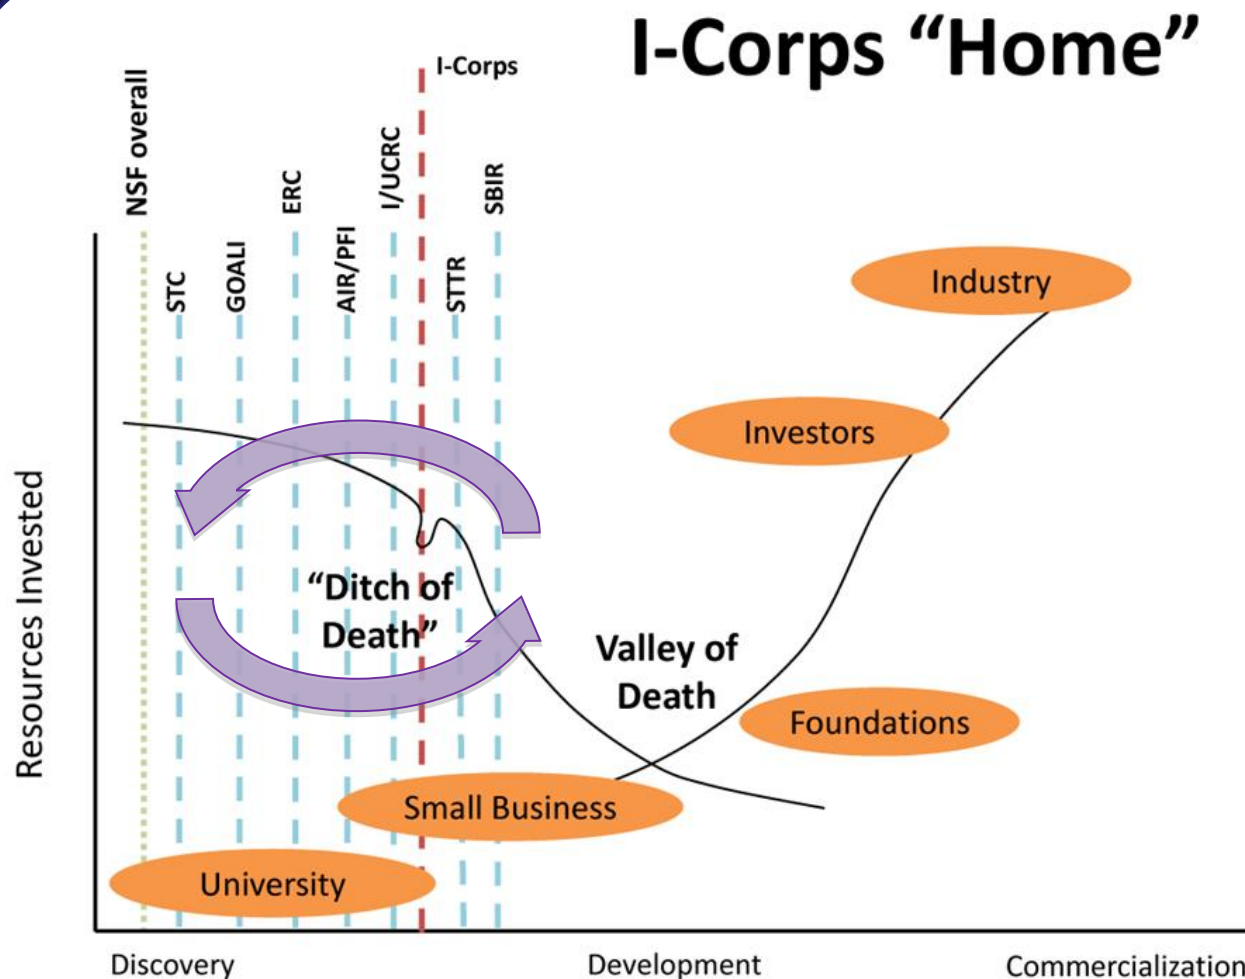 I-Corps “Home”
I-Corps
NSF overall
STC
GOALI
ERC
AIR/PFI
I/UCRC
STTR
SBIR
Industry
Investors
“Ditch of
Death”
Valley of
Death
Foundations
Small Business
University
Resources Invested
Discovery
Development
Commercialization